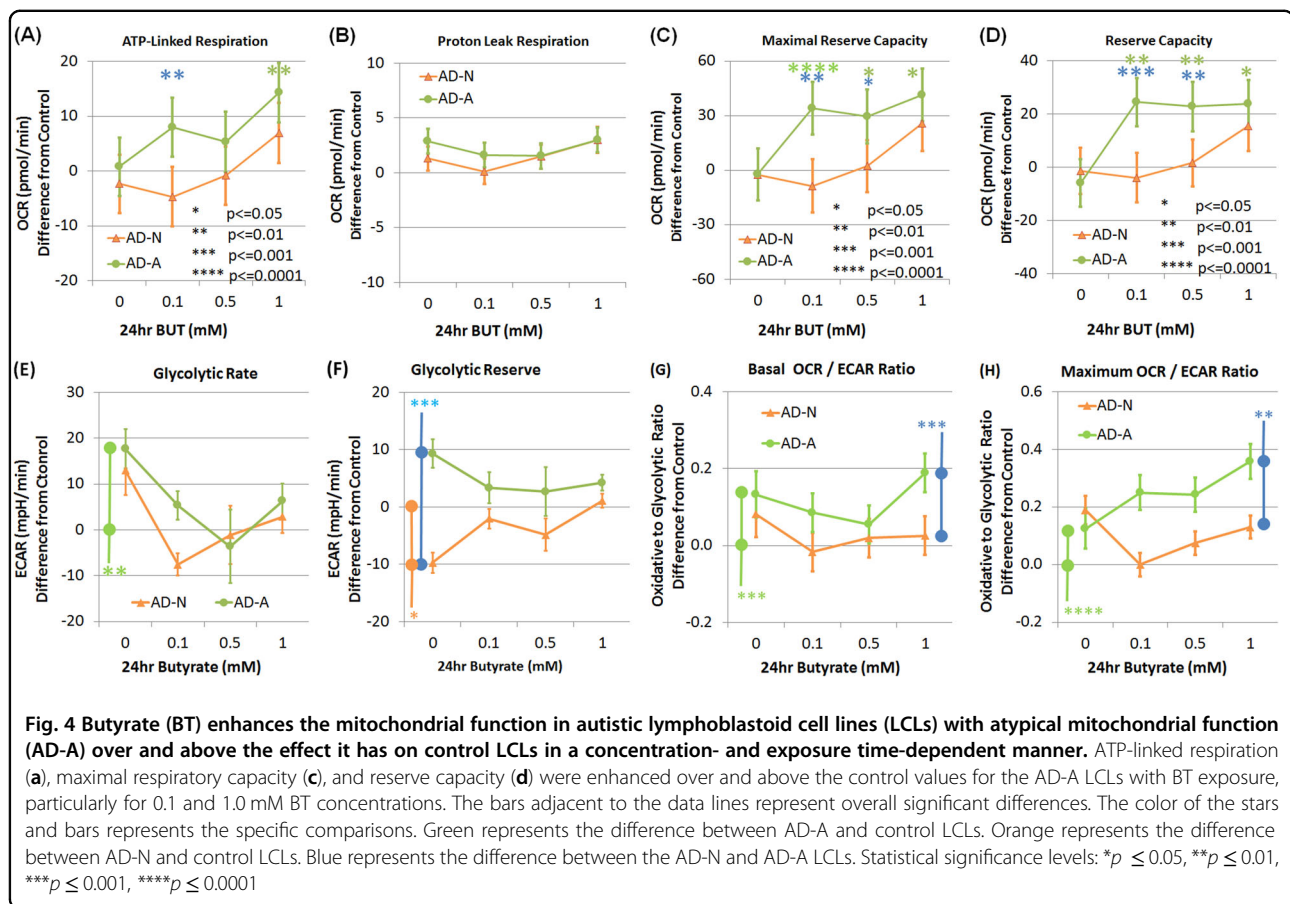 (A)
ATP-Linked Respiration
OCR (pmol/min)
Difference from Control
20
10
0
-10
-20
**
**
AD-N
AD-A
* p<=0.05
** p<=0.01
*** p<=0.001
**** p<=0.0001
0 0.1 0.5 1
24hr BUT (mM)
(B)
Proton Leak Respiration
OCR (pmol/min)
Difference from Control
10
5
0
-5
-10
AD-N
AD-A
0 0.1 0.5 1
24hr BUT (mM)
(C)
Maximal Reserve Capacity
OCR (pmol/min)
Difference from Control
60
30
0
-30
-60
**** * *
** *
AD-N
AD-A
* p<=0.05
** p<=0.01
*** p<=0.001
**** p<=0.0001
0 0.1 0.5 1
24hr BUT (mM)
(D)
Reserve Capacity
OCR (pmol/min)
Difference from Control
40
20
0
-20
-40
** ** *
*** **
AD-N
AD-A
* p<=0.05
** p<=0.01
*** p<=0.001
**** p<=0.0001
0 0.1 0.5 1
24hr BUT (mM)
(E)
Glycolytic Rate
ECAR (mpH/min)
Difference from Ctontrol
30
20
10
0
-10
-20
**
AD-N AD-A
0 0.1 0.5 1
24hr Butyrate (mM)
(F)
Glycolytic Reserve
ECAR (mpH/min)
Difference from Control
20
10
0
-10
-20
***
*
0 0.1 0.5 1
24hr Butyrate (mM)
(G)
Basal OCR / ECAR Ratio
Oxidative to Glycolytic Ratio
Difference from Control
0.4
0.2
0.0
-0.2
AD-N
AD-A
***
***
0 0.1 0.5 1
24hr Butyrate (mM)
(H)
Maximum OCR / ECAR Ratio
Oxidative to Glycolytic Ratio
Difference from Control
0.6
0.4
0.2
0.0
-0.2
AD-N
AD-A
**
****
0 0.1 0.5 1
24hr Butyrate (mM)
Fig. 4 Butyrate (BT) enhances the mitochondrial function in autistic lymphoblastoid cell lines (LCLs) with atypical mitochondrial function
(AD-A) over and above the effect it has on control LCLs in a concentration- and exposure time-dependent manner. ATP-linked respiration
(a), maximal respiratory capacity (c), and reserve capacity (d) were enhanced over and above the control values for the AD-A LCLs with BT exposure,
particularly for 0.1 and 1.0 mM BT concentrations. The bars adjacent to the data lines represent overall significant differences. The color of the stars
and bars represents the specific comparisons. Green represents the difference between AD-A and control LCLs. Orange represents the difference
between AD-N and control LCLs. Blue represents the difference between the AD-N and AD-A LCLs. Statistical significance levels: *p ≤ 0.05, **p ≤ 0.01,
***p ≤ 0.001, ****p ≤ 0.0001